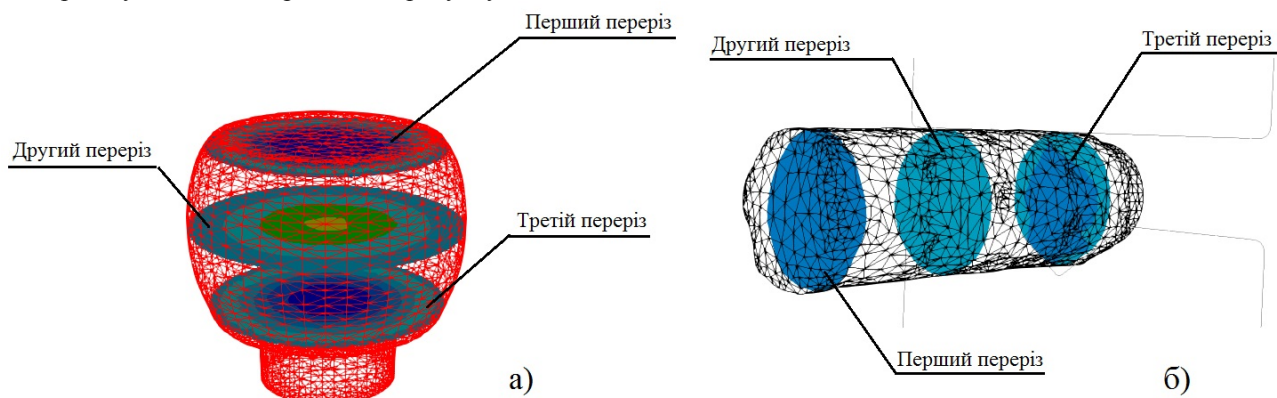 Перший переріз
Другий переріз
Третій переріз
а)
Другий переріз
Третій переріз
Перший переріз
б)